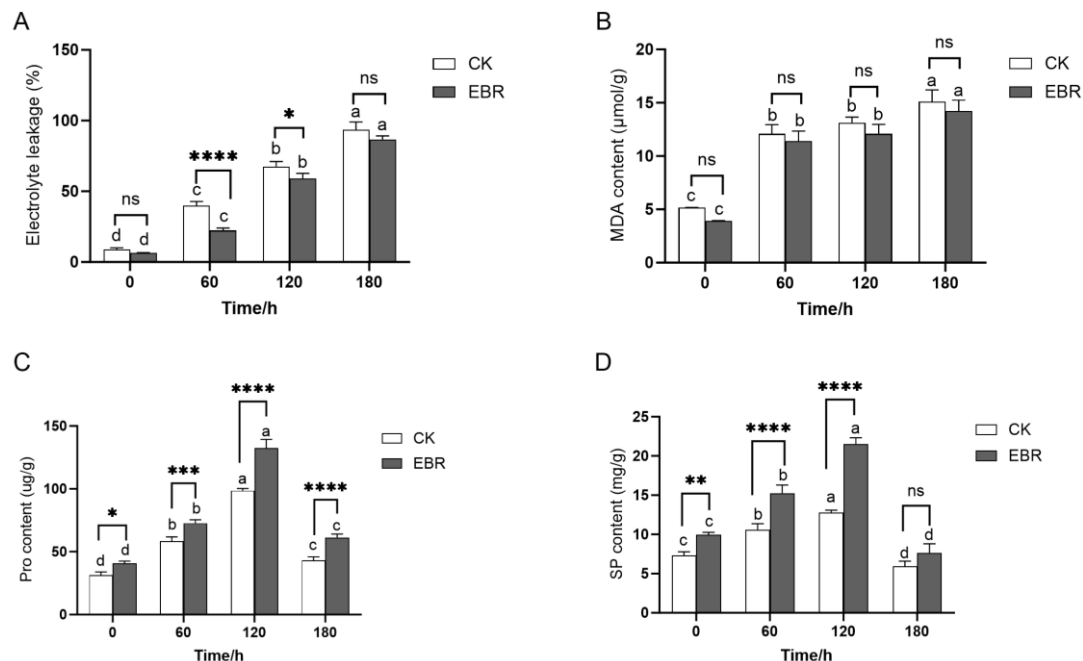 A
Electrolyte leakage (%)
150
100
50
0
ns
****
*
ns
d d
c c
b b
a a
0 60 120 180
Time/h
CK
EBR
B
MDA content (μmol/g)
20
15
10
5
0
ns
ns
ns
ns
c c
b b
b b
a a
0 60 120 180
Time/h
CK
EBR
C
Pro content (ug/g)
150
100
50
0
*
***
****
****
d d
b b
a a
c c
0 60 120 180
Time/h
CK
EBR
D
SP content (mg/g)
25
20
15
10
5
0
**
****
****
ns
c c
b b
a a
d d
0 60 120 180
Time/h
CK
EBR